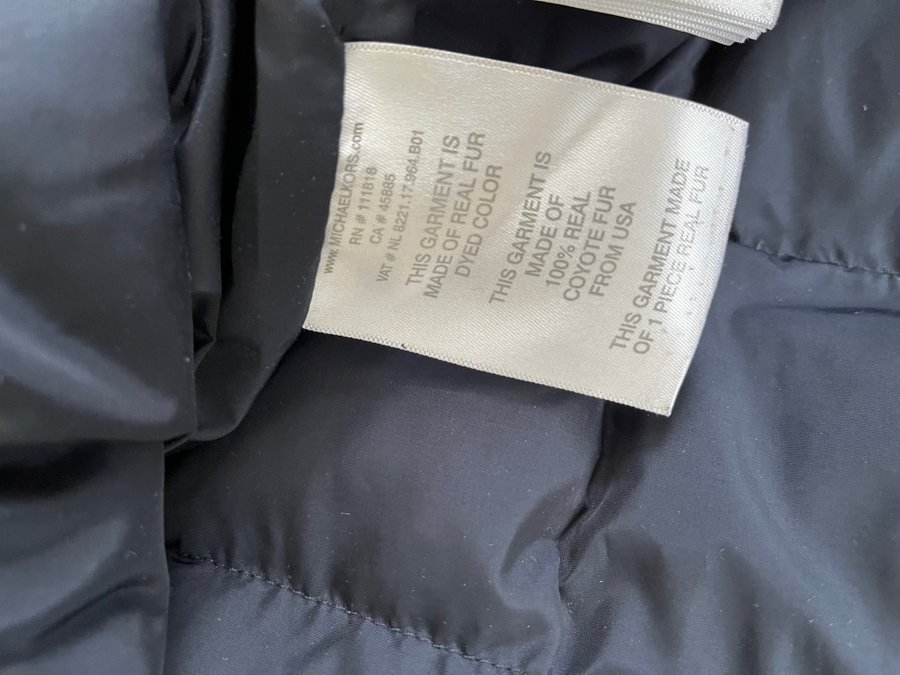 www.MICHAELKORS.com
RN # 111818
CA # 45885
VAT # NL 8221.17.964.B01
THIS GARMENT IS
MADE OF REAL FUR
DYED COLOR
THIS GARMENT IS
MADE OF
100% REAL
COYOTE FUR
FROM USA
THIS GARMENT MADE
OF 1 PIECE REAL FUR